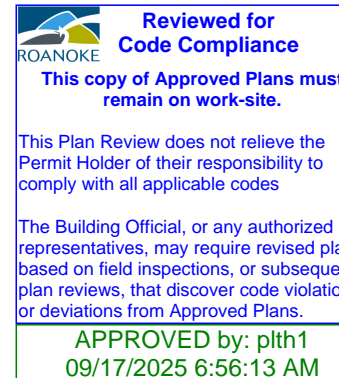 ROANOKE
Reviewed for
Code Compliance
This copy of Approved Plans must
remain on work-site.
This Plan Review does not relieve the
Permit Holder of their responsibility to
comply with all applicable codes
The Building Official, or any authorized
representatives, may require revised pla
based on field inspections, or subseque
plan reviews, that discover code violatio
or deviations from Approved Plans.
APPROVED by: plth1
09/17/2025 6:56:13 AM